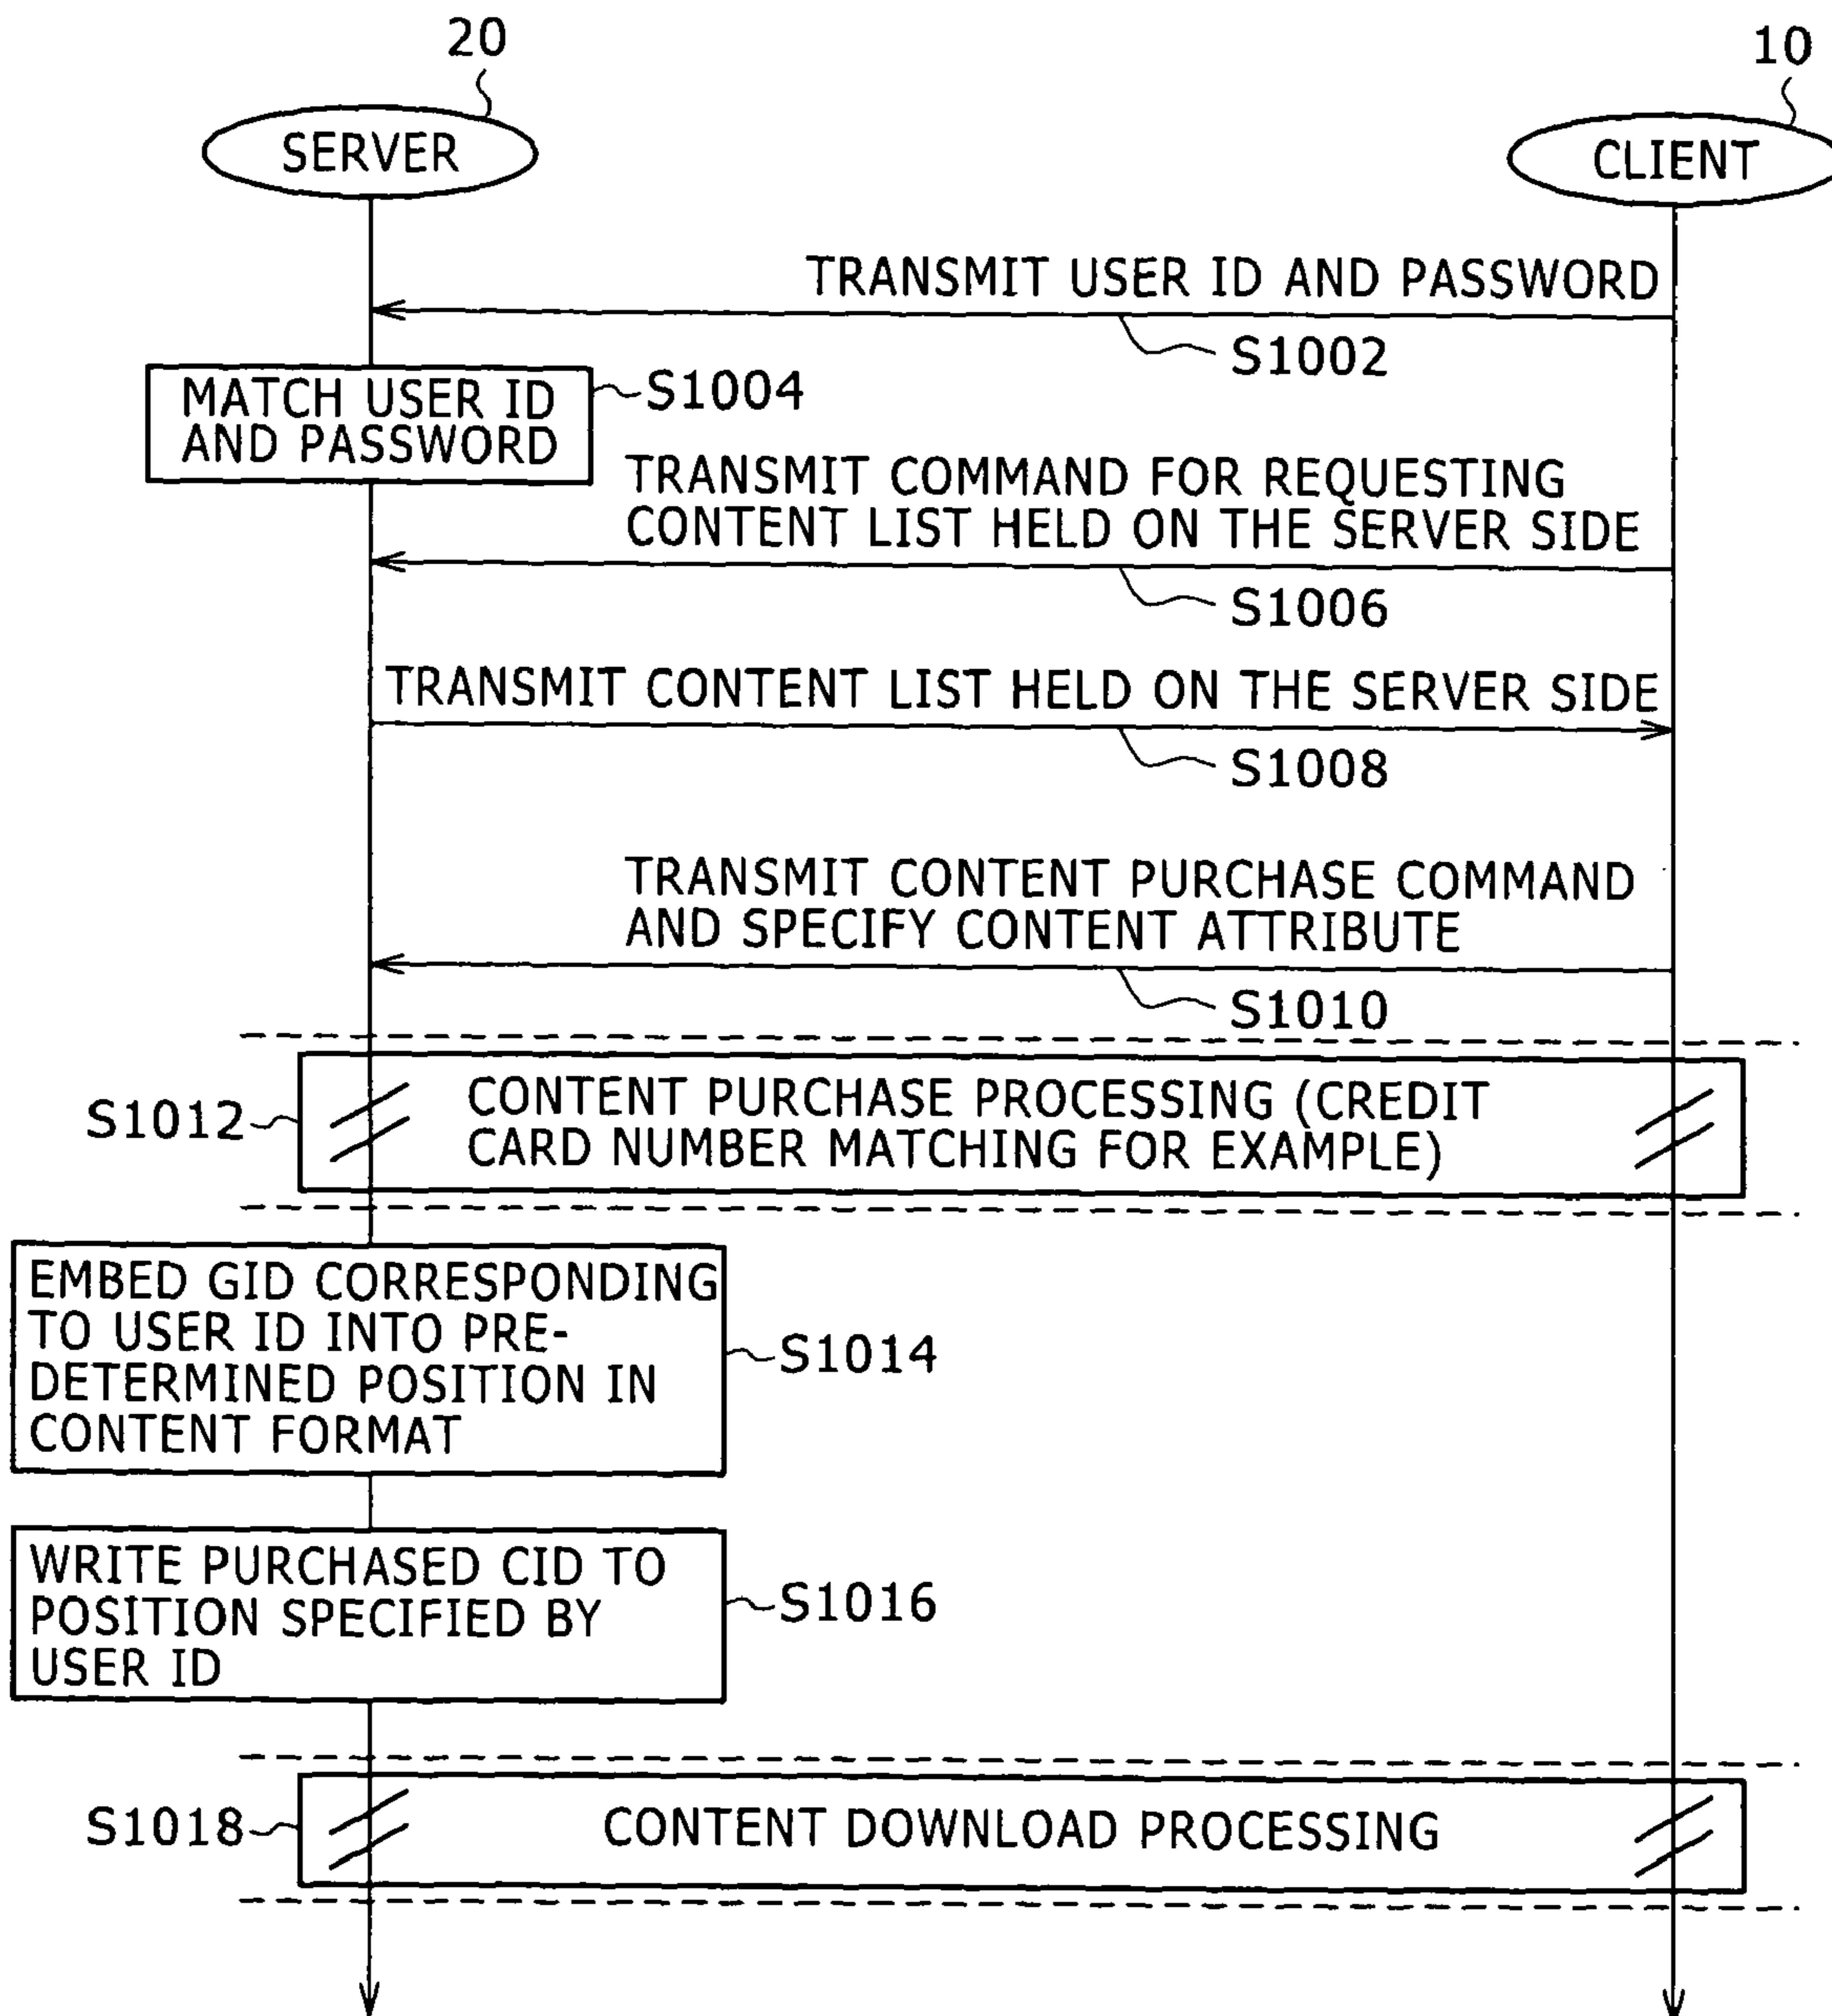 20
10
SERVER
CLIENT
TRANSMIT USER ID AND PASSWORD
S1002
MATCH USER ID
AND PASSWORD
S1004
TRANSMIT COMMAND FOR REQUESTING
CONTENT LIST HELD ON THE SERVER SIDE
S1006
TRANSMIT CONTENT LIST HELD ON THE SERVER SIDE
S1008
TRANSMIT CONTENT PURCHASE COMMAND
AND SPECIFY CONTENT ATTRIBUTE
S1010
S1012
CONTENT PURCHASE PROCESSING (CREDIT
CARD NUMBER MATCHING FOR EXAMPLE)
EMBED GID CORRESPONDING
TO USER ID INTO PRE-
DETERMINED POSITION IN
CONTENT FORMAT
S1014
WRITE PURCHASED CID TO
POSITION SPECIFIED BY
USER ID
S1016
S1018
CONTENT DOWNLOAD PROCESSING